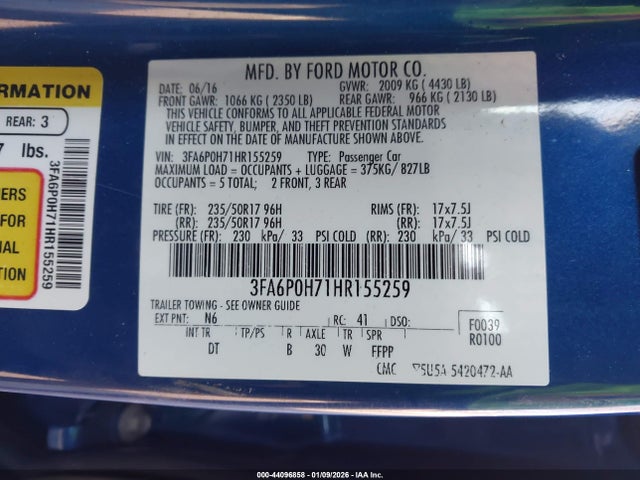 ORMATION
REAR: 3
7 lbs.
NERS
FOR
NAL
TION
3FA6P0H71HR155259
MFD. BY FORD MOTOR CO.
DATE: 06/16 GVWR: 2009 KG ( 4430 LB)
FRONT GAWR: 1066 KG ( 2350 LB) REAR GAWR: 966 KG ( 2130 LB)
THIS VEHICLE CONFORMS TO ALL APPLICABLE FEDERAL MOTOR
VEHICLE SAFETY, BUMPER, AND THEFT PREVENTION STANDARDS
IN EFFECT ON THE DATE OF MANUFACTURE SHOWN ABOVE.
VIN: 3FA6P0H71HR155259 TYPE: Passenger Car
MAXIMUM LOAD = OCCUPANTS + LUGGAGE = 375KG/ 827LB
OCCUPANTS = 5 TOTAL; 2 FRONT, 3 REAR
TIRE (FR): 235/50R17 96H RIMS (FR): 17x7.5J
(RR): 235/50R17 96H (RR): 17x7.5J
PRESSURE (FR): 230 kPa/ 33 PSI COLD (RR): 230 kPa/ 33 PSI COLD
3FA6P0H71HR155259
TRAILER TOWING - SEE OWNER GUIDE
EXT PNT: N6 RC: 41 DSO: F0039
INT TR TP/PS R AXLE TR SPR R0100
DT B 30 W FFPP
CMC 5U5A 5420472-AA
000-44096858 - 01/09/2026 - IAA Inc.